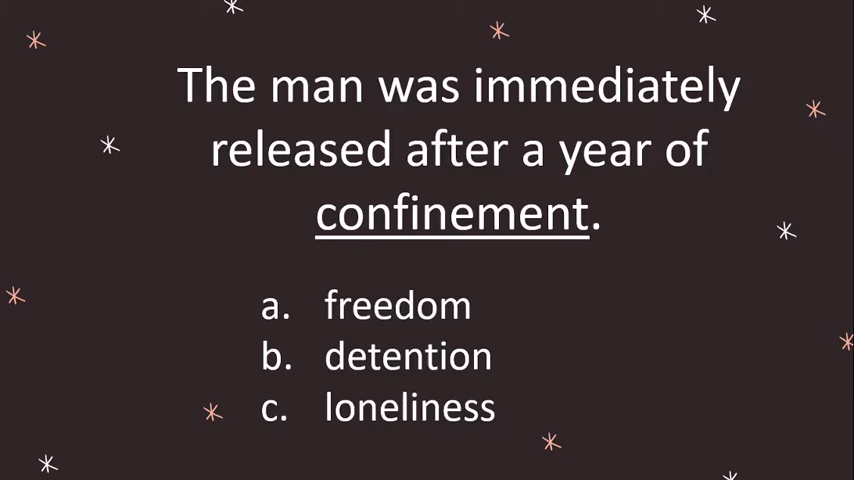 The man was immediately
released after a year of
confinement.
a. freedom
b. detention
c. loneliness